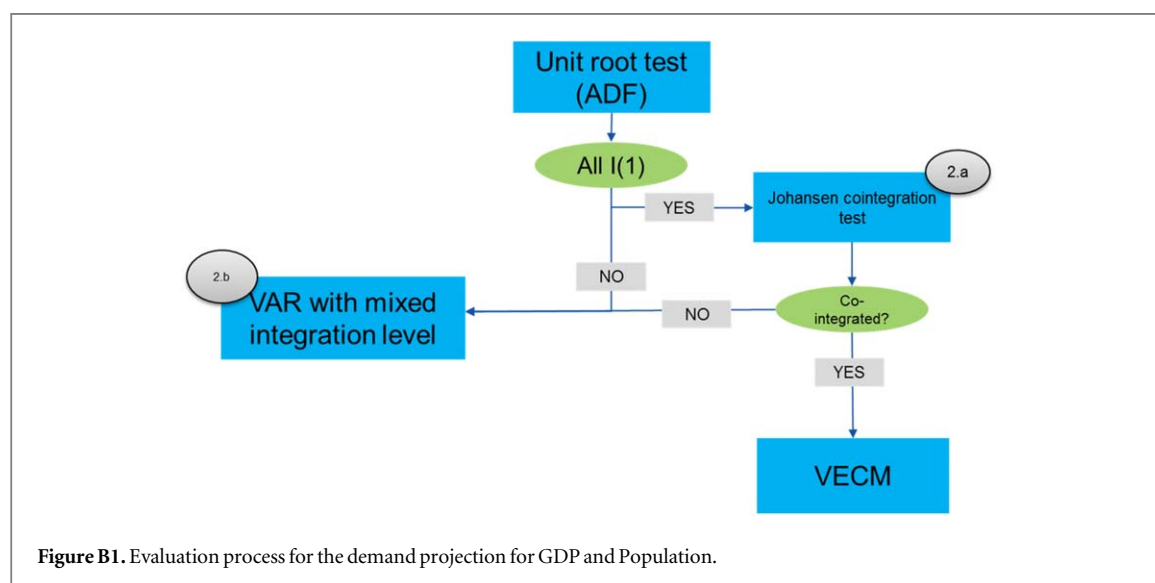 Unit root test
(ADF)
All I(1)
YES
2.a
Johansen cointegration
test
NO
2.b
VAR with mixed
integration level
NO
Co-
integrated?
YES
VECM
Figure B1. Evaluation process for the demand projection for GDP and Population.